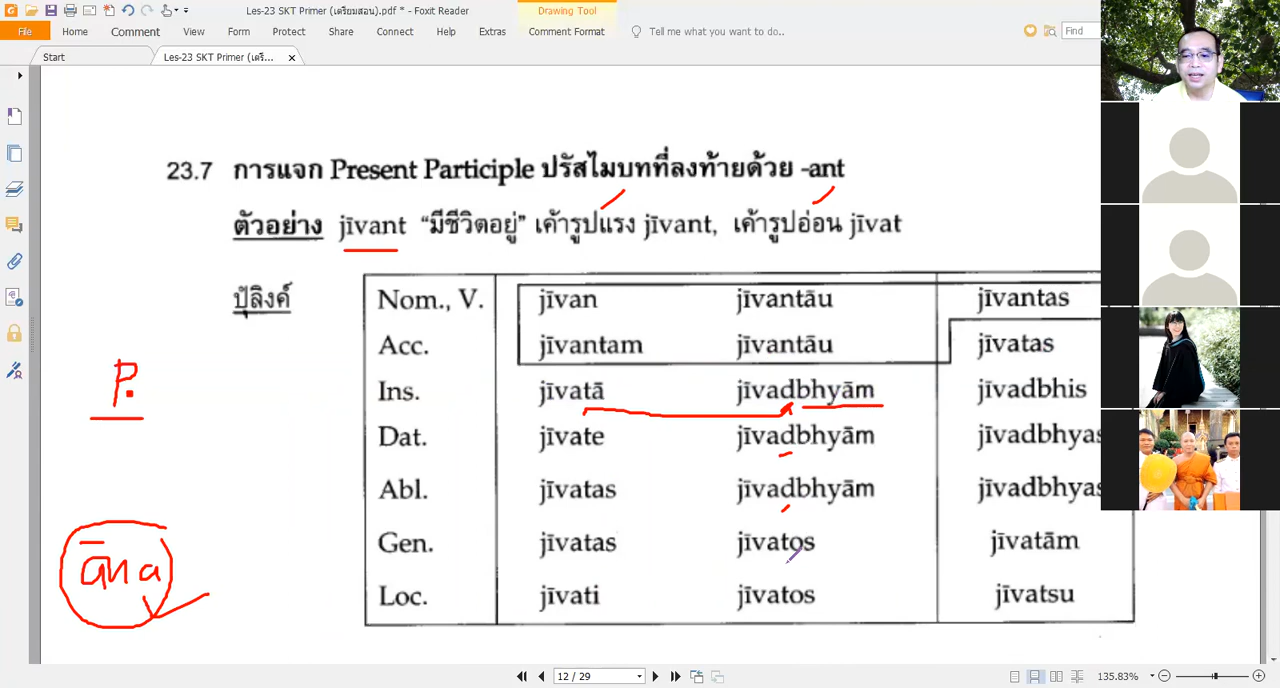 Les-23 SKT Primer (เตรียมสอน).pdf * - Foxit Reader
Drawing Tool
File Home Comment View Form Protect Share Connect Help Extras Comment Format Tell me what you want to do.. Find
Start Les-23 SKT Primer (เตรี...
23.7 การแจก Present Participle ปรัสไมบทที่ลงท้ายด้วย -ant
ตัวอย่าง jīvant “มีชีวิตอยู่” เค้ารูปแรง jīvant, เค้ารูปอ่อน jīvat
ปุํลิงค์ Nom., V. jīvan jīvantāu jīvantas
Acc. jīvantam jīvantāu jīvatas
P.
Ins. jīvatā jīvadbhyām jīvadbhis
Dat. jīvate jīvadbhyām jīvadbhyas
Abl. jīvatas jīvadbhyām jīvadbhyas
Gen. jīvatas jīvatos jīvatām
āna
Loc. jīvati jīvatos jīvatsu
12 / 29 135.83%